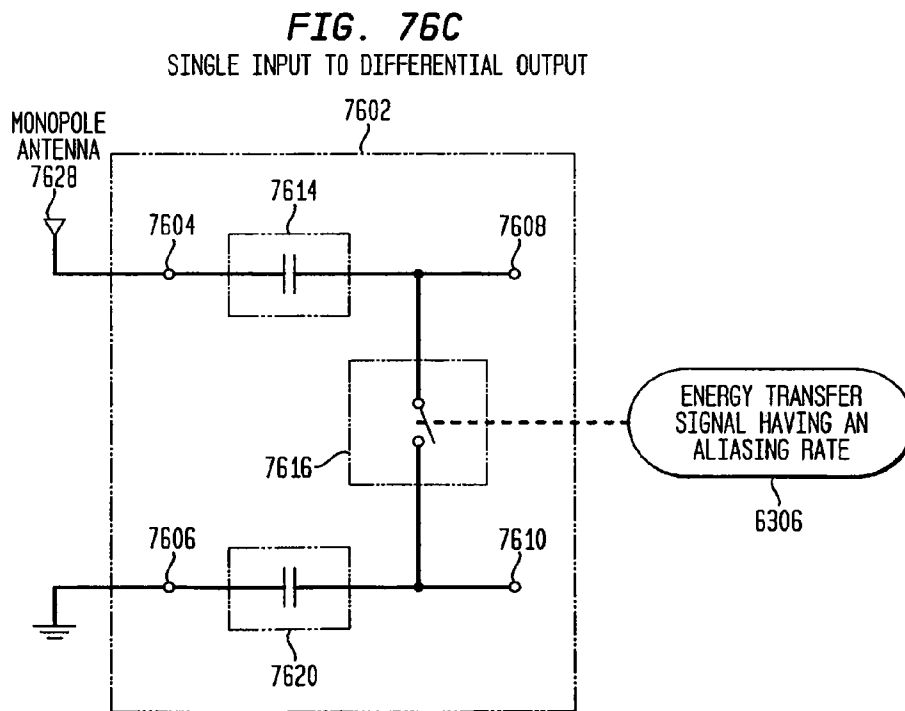 FIG. 76C
SINGLE INPUT TO DIFFERENTIAL OUTPUT
7602
MONOPOLE
ANTENNA
7628
7614
7604
7608
ENERGY TRANSFER
SIGNAL HAVING AN
ALIASING RATE
7616
6306
7606
7610
7620